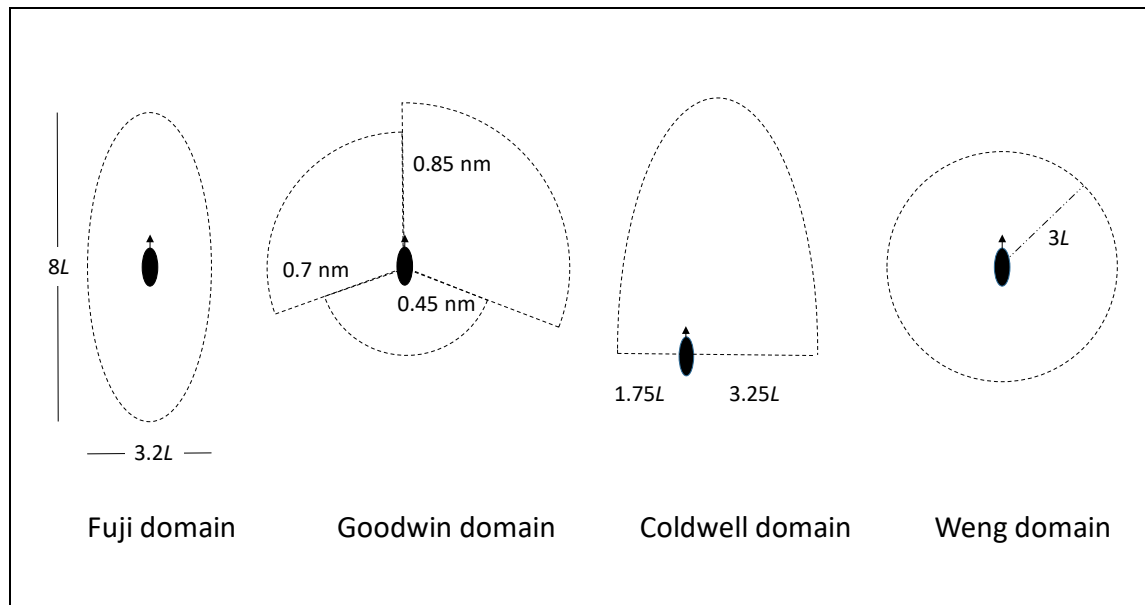 8L
3.2L
Fuji domain
0.85 nm
0.7 nm
0.45 nm
Goodwin domain
1.75L
3.25L
Coldwell domain
3L
Weng domain